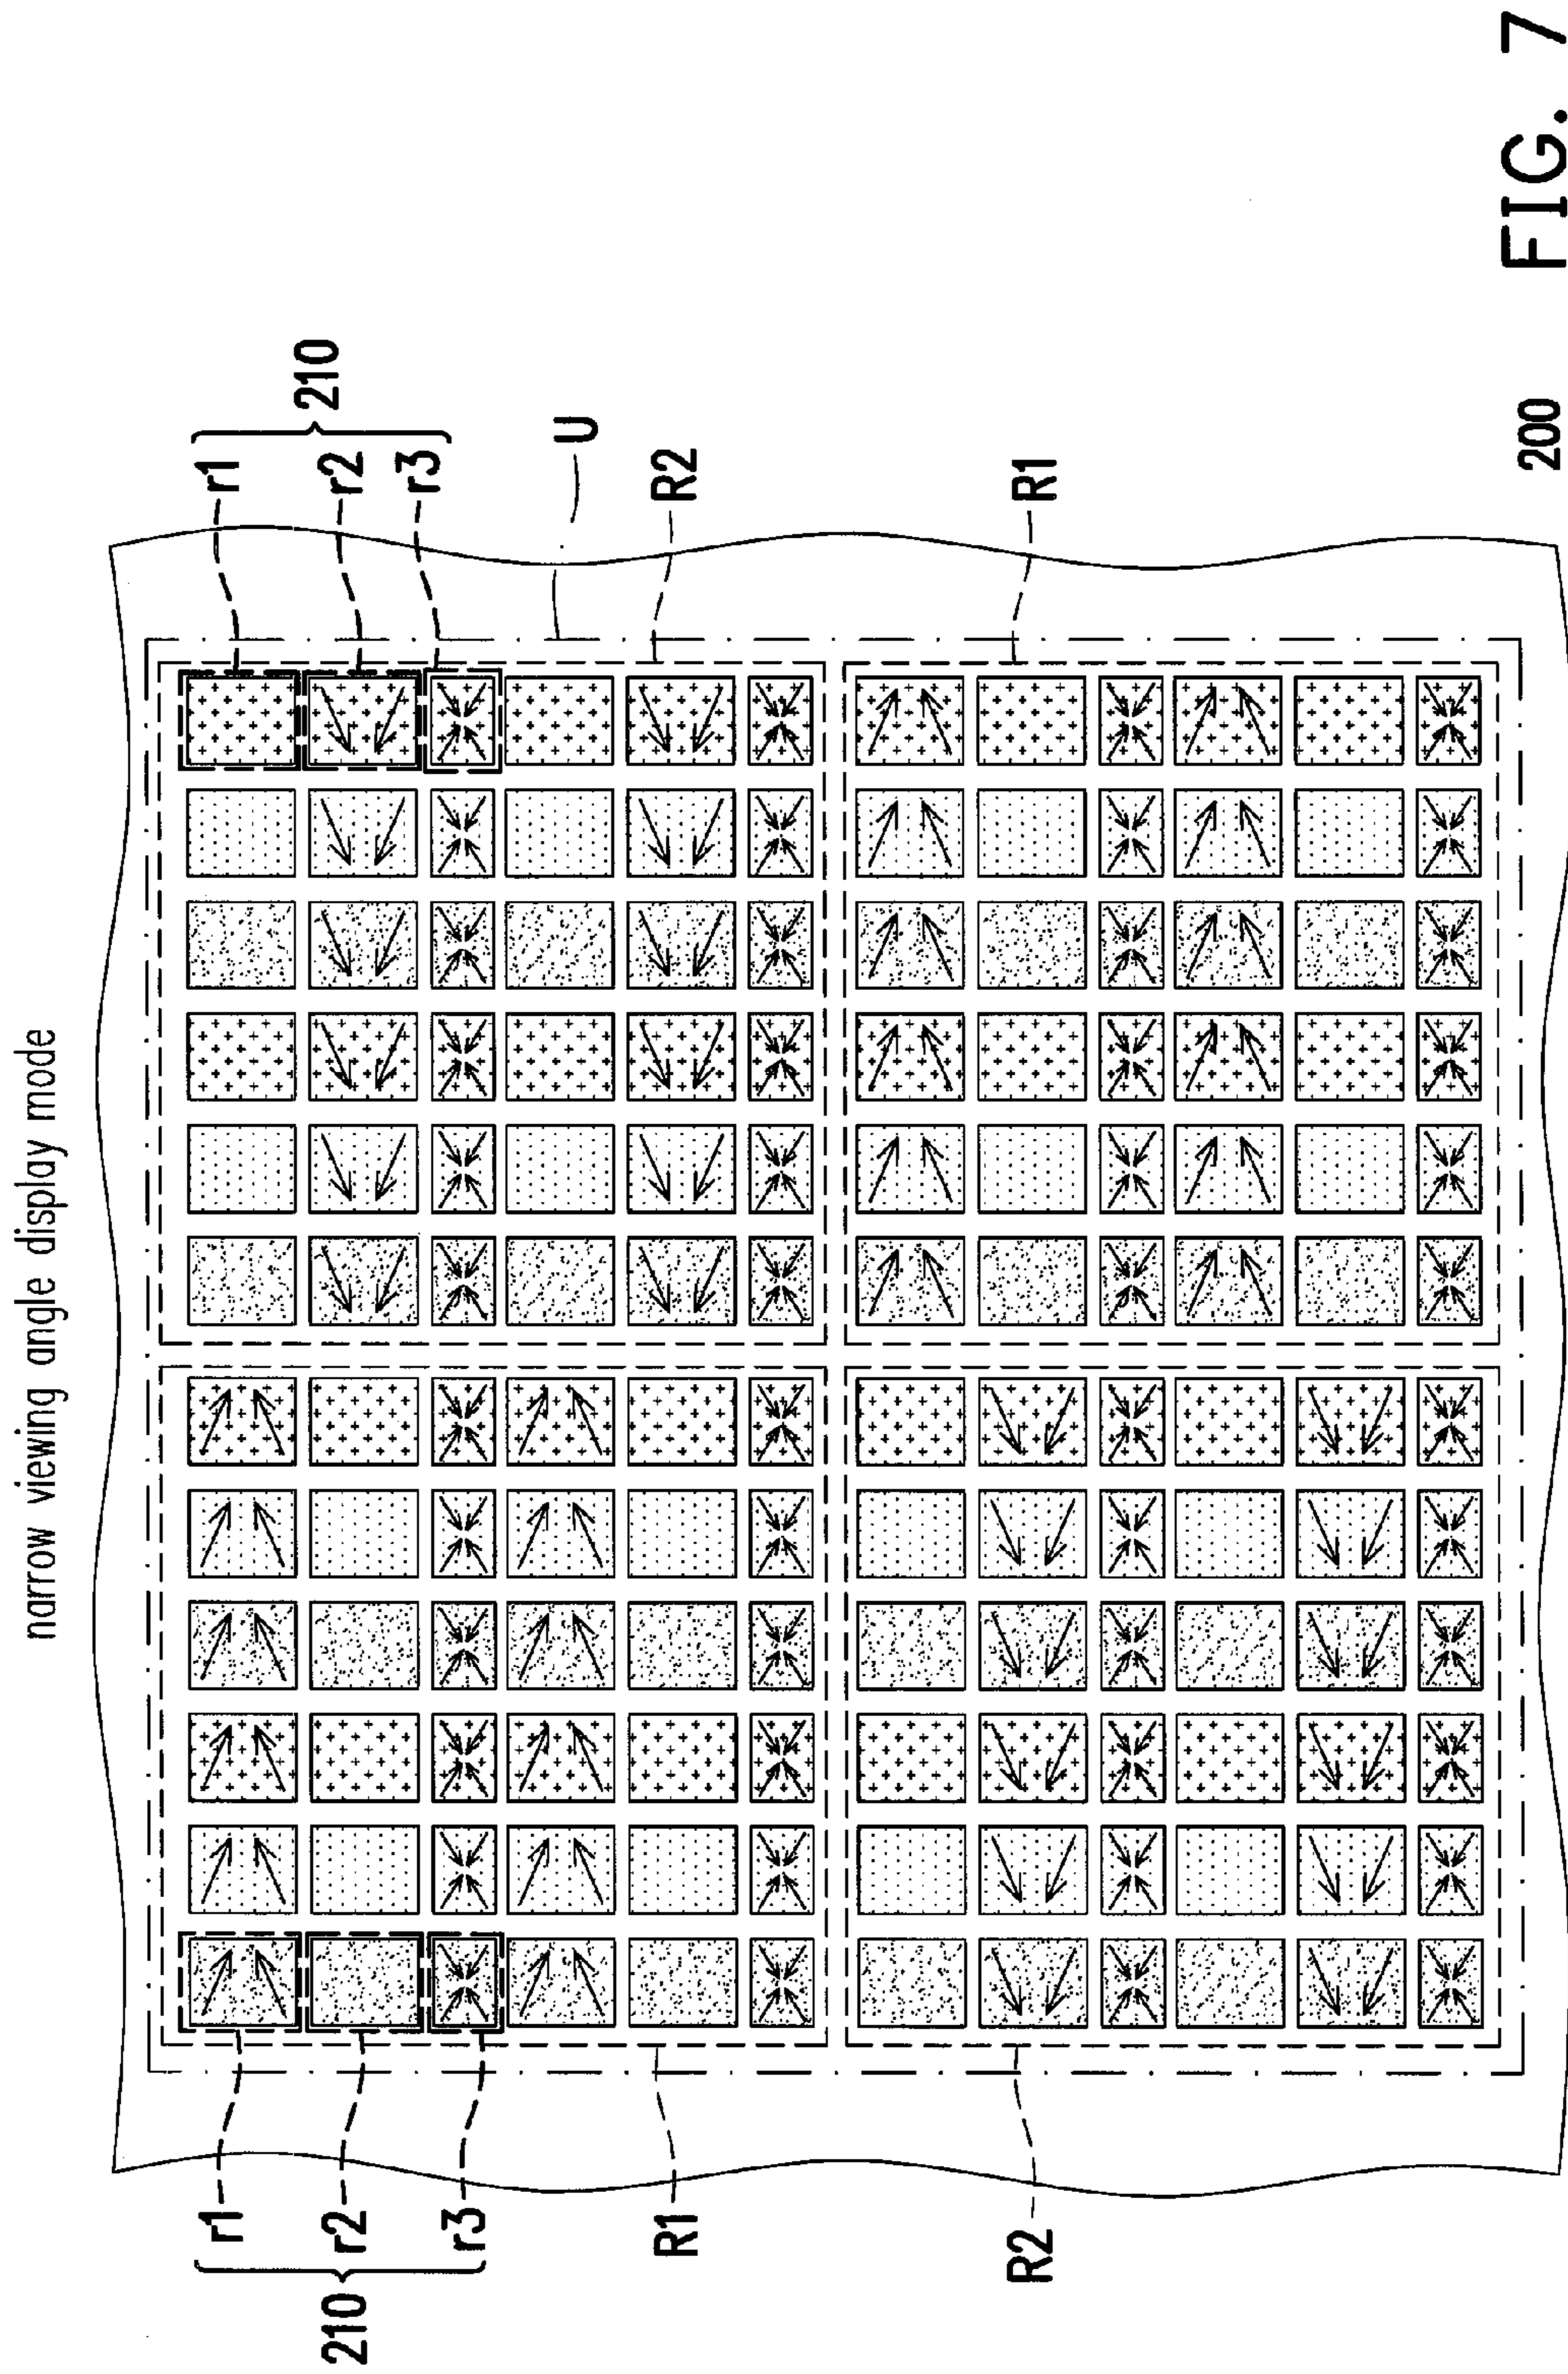 narrow viewing angle display mode
210
r1
r2
r3
R1
R2
r1
r2
r3
210
U
R2
R1
200
FIG. 7